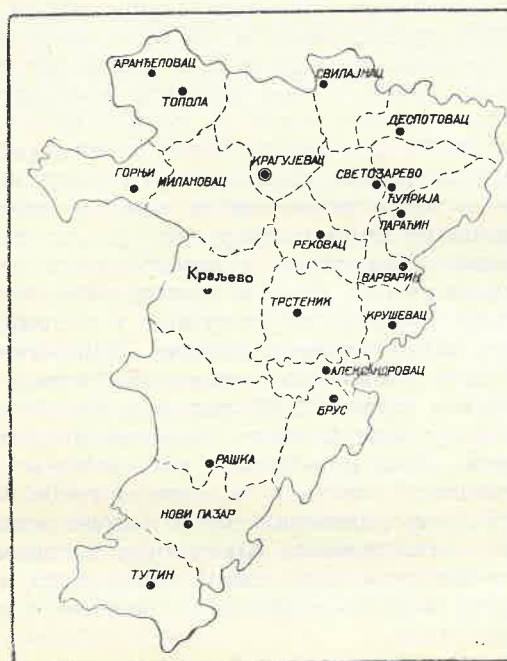 АРАНЂЕЛОВАЦ
ТОПОЛА
СВИЛАЈНАЦ
ДЕСПОТОВАЦ
КРАГУЈЕВАЦ
СВЕТОЗАРЕВО
ГОРЊИ МИЛАНОВАЦ
ЋУПРИЈА
ПАРАЋИН
РЕКОВАЦ
ВАРВАРИН
Краљево
ТРСТЕНИК
КРУШЕВАЦ
АЛЕКСАНДРОВАЦ
БРУС
РАШКА
НОВИ ПАЗАР
ТУТИН